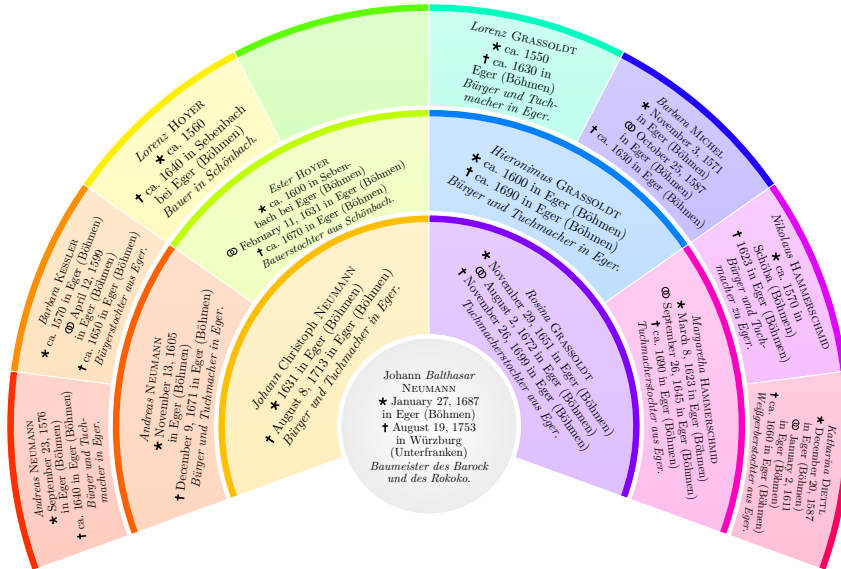 Andreas NEUMANN
★ September 23, 1576
in Eger (Böhmen)
✝ ca. 1640 in Eger (Böhmen)
Bürger und Tuch-
macher in Eger.
Barbara KESSLER
★ ca. 1570 in Eger (Böhmen)
⚭ April 12, 1599
in Eger (Böhmen)
✝ ca. 1650 in Eger (Böhmen)
Bürgerstochter aus Eger.
Lorenz HOYER
★ ca. 1560
✝ ca. 1640 in Sebenbach
bei Eger (Böhmen)
Bauer in Schönbach.
Lorenz GRASSOLDT
★ ca. 1550
✝ ca. 1630 in
Eger (Böhmen)
Bürger und Tuch-
macher in Eger.
Barbara MICHEL
★ November 3, 1571
in Eger (Böhmen)
⚭ October 25, 1587
in Eger (Böhmen)
✝ ca. 1630 in Eger (Böhmen)
Nikolaus HAMMERSCHMID
★ ca. 1570 in
Schöba (Böhmen)
✝ 1623 in Eger (Böhmen)
Bürger und Tuch-
macher zu Eger.
Katharina DIETTL
★ December 20, 1587
in Eger (Böhmen)
⚭ January 2, 1611
in Eger (Böhmen)
✝ ca. 1660 in Eger (Böhmen)
Weißgerberstochter aus Eger.
Andreas NEUMANN
★ November 13, 1605
in Eger (Böhmen)
✝ December 9, 1671 in Eger (Böhmen)
Bürger und Tuchmacher in Eger.
Ester HOYER
★ ca. 1600 in Seben-
bach bei Eger (Böhmen)
⚭ February 11, 1631 in Eger (Böhmen)
✝ ca. 1670 in Eger (Böhmen)
Bauerstochter aus Schönbach.
Hieronimus GRASSOLDT
★ ca. 1600 in Eger (Böhmen)
✝ ca. 1690 in Eger (Böhmen)
Bürger und Tuchmacher in Eger.
Margaretha HAMMERSCHMID
★ March 8, 1623 in Eger (Böhmen)
⚭ September 26, 1645 in Eger (Böhmen)
✝ ca. 1690 in Eger (Böhmen)
Tuchmacherstochter aus Eger.
Johann Christoph NEUMANN
★ 1631 in Eger (Böhmen)
✝ August 8, 1713 in Eger (Böhmen)
Bürger und Tuchmacher in Eger.
Rosina GRASSOLDT
★ November 29, 1651 in Eger (Böhmen)
⚭ August 2, 1672 in Eger (Böhmen)
✝ November 26, 1699 in Eger (Böhmen)
Tuchmacherstochter aus Eger.
Johann Balthasar
NEUMANN
★ January 27, 1687
in Eger (Böhmen)
✝ August 19, 1753
in Würzburg
(Unterfranken)
Baumeister des Barock
und des Rokoko.